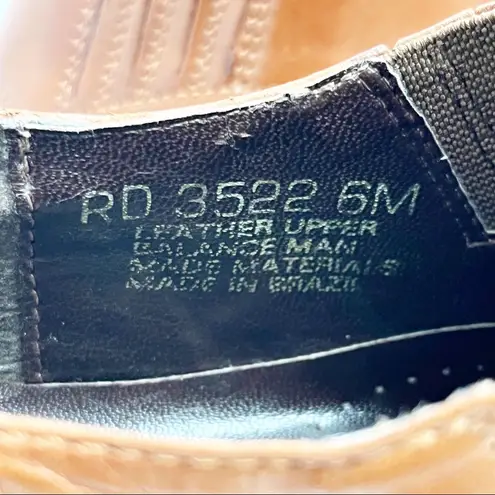 RD 3522 6M
LEATHER UPPER
BALANCE MAN
MADE MATERIALS
MADE IN BRAZIL